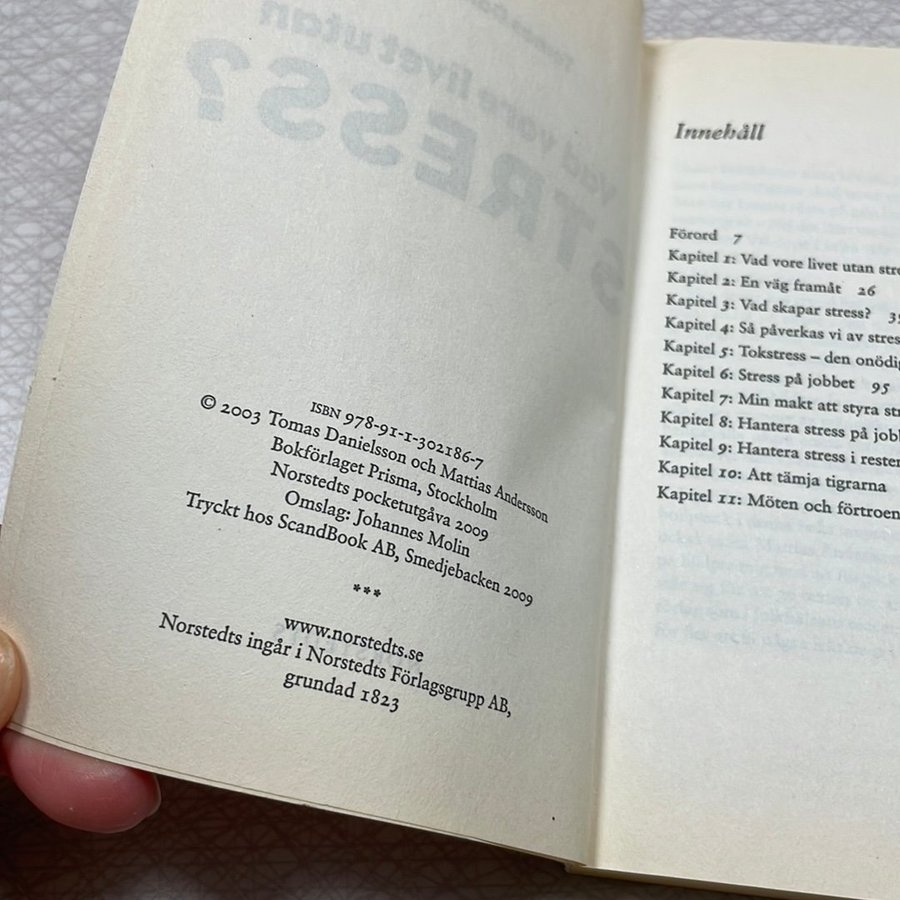 ISBN 978-91-1-302186-7
© 2003 Tomas Danielsson och Mattias Andersson
Bokförlaget Prisma, Stockholm
Norstedts pocketutgåva 2009
Omslag: Johannes Molin
Tryckt hos ScandBook AB, Smedjebacken 2009
***
www.norstedts.se
Norstedts ingår i Norstedts Förlagsgrupp AB,
grundad 1823
Innehåll
Förord 7
Kapitel 1: Vad vore livet utan
Kapitel 2: En väg framåt 26
Kapitel 3: Vad skapar stress?
Kapitel 4: Så påverkas vi av
Kapitel 5: Tokstress – den
Kapitel 6: Stress på jobbet 95
Kapitel 7: Min makt att styra
Kapitel 8: Hantera stress på
Kapitel 9: Hantera stress i
Kapitel 10: Att tämja tigrarna
Kapitel 11: Möten och